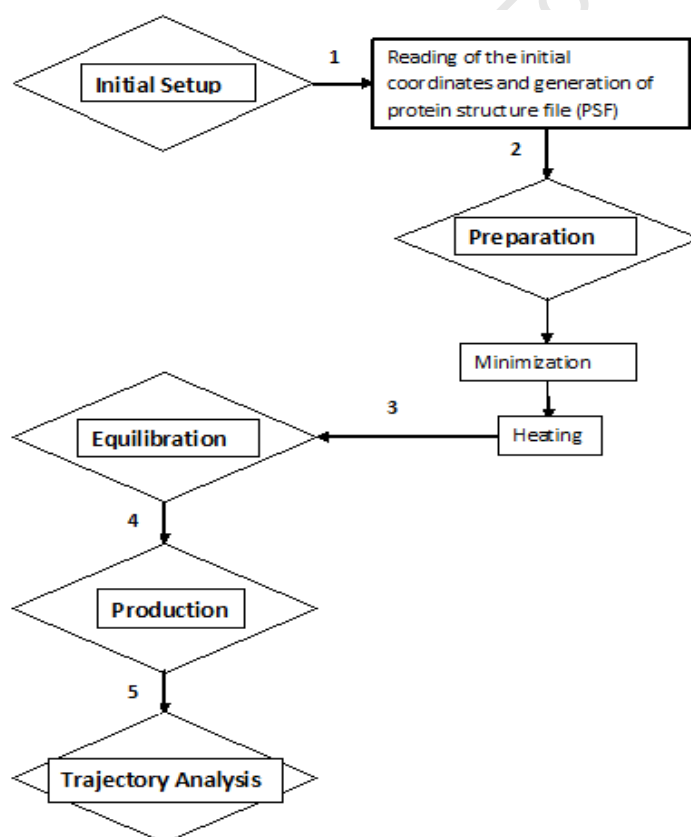 1
Initial Setup
Reading of the initial
coordinates and generation of
protein structure file (PSF)
2
Preparation
Minimization
3
Heating
Equilibration
4
Production
5
Trajectory Analysis